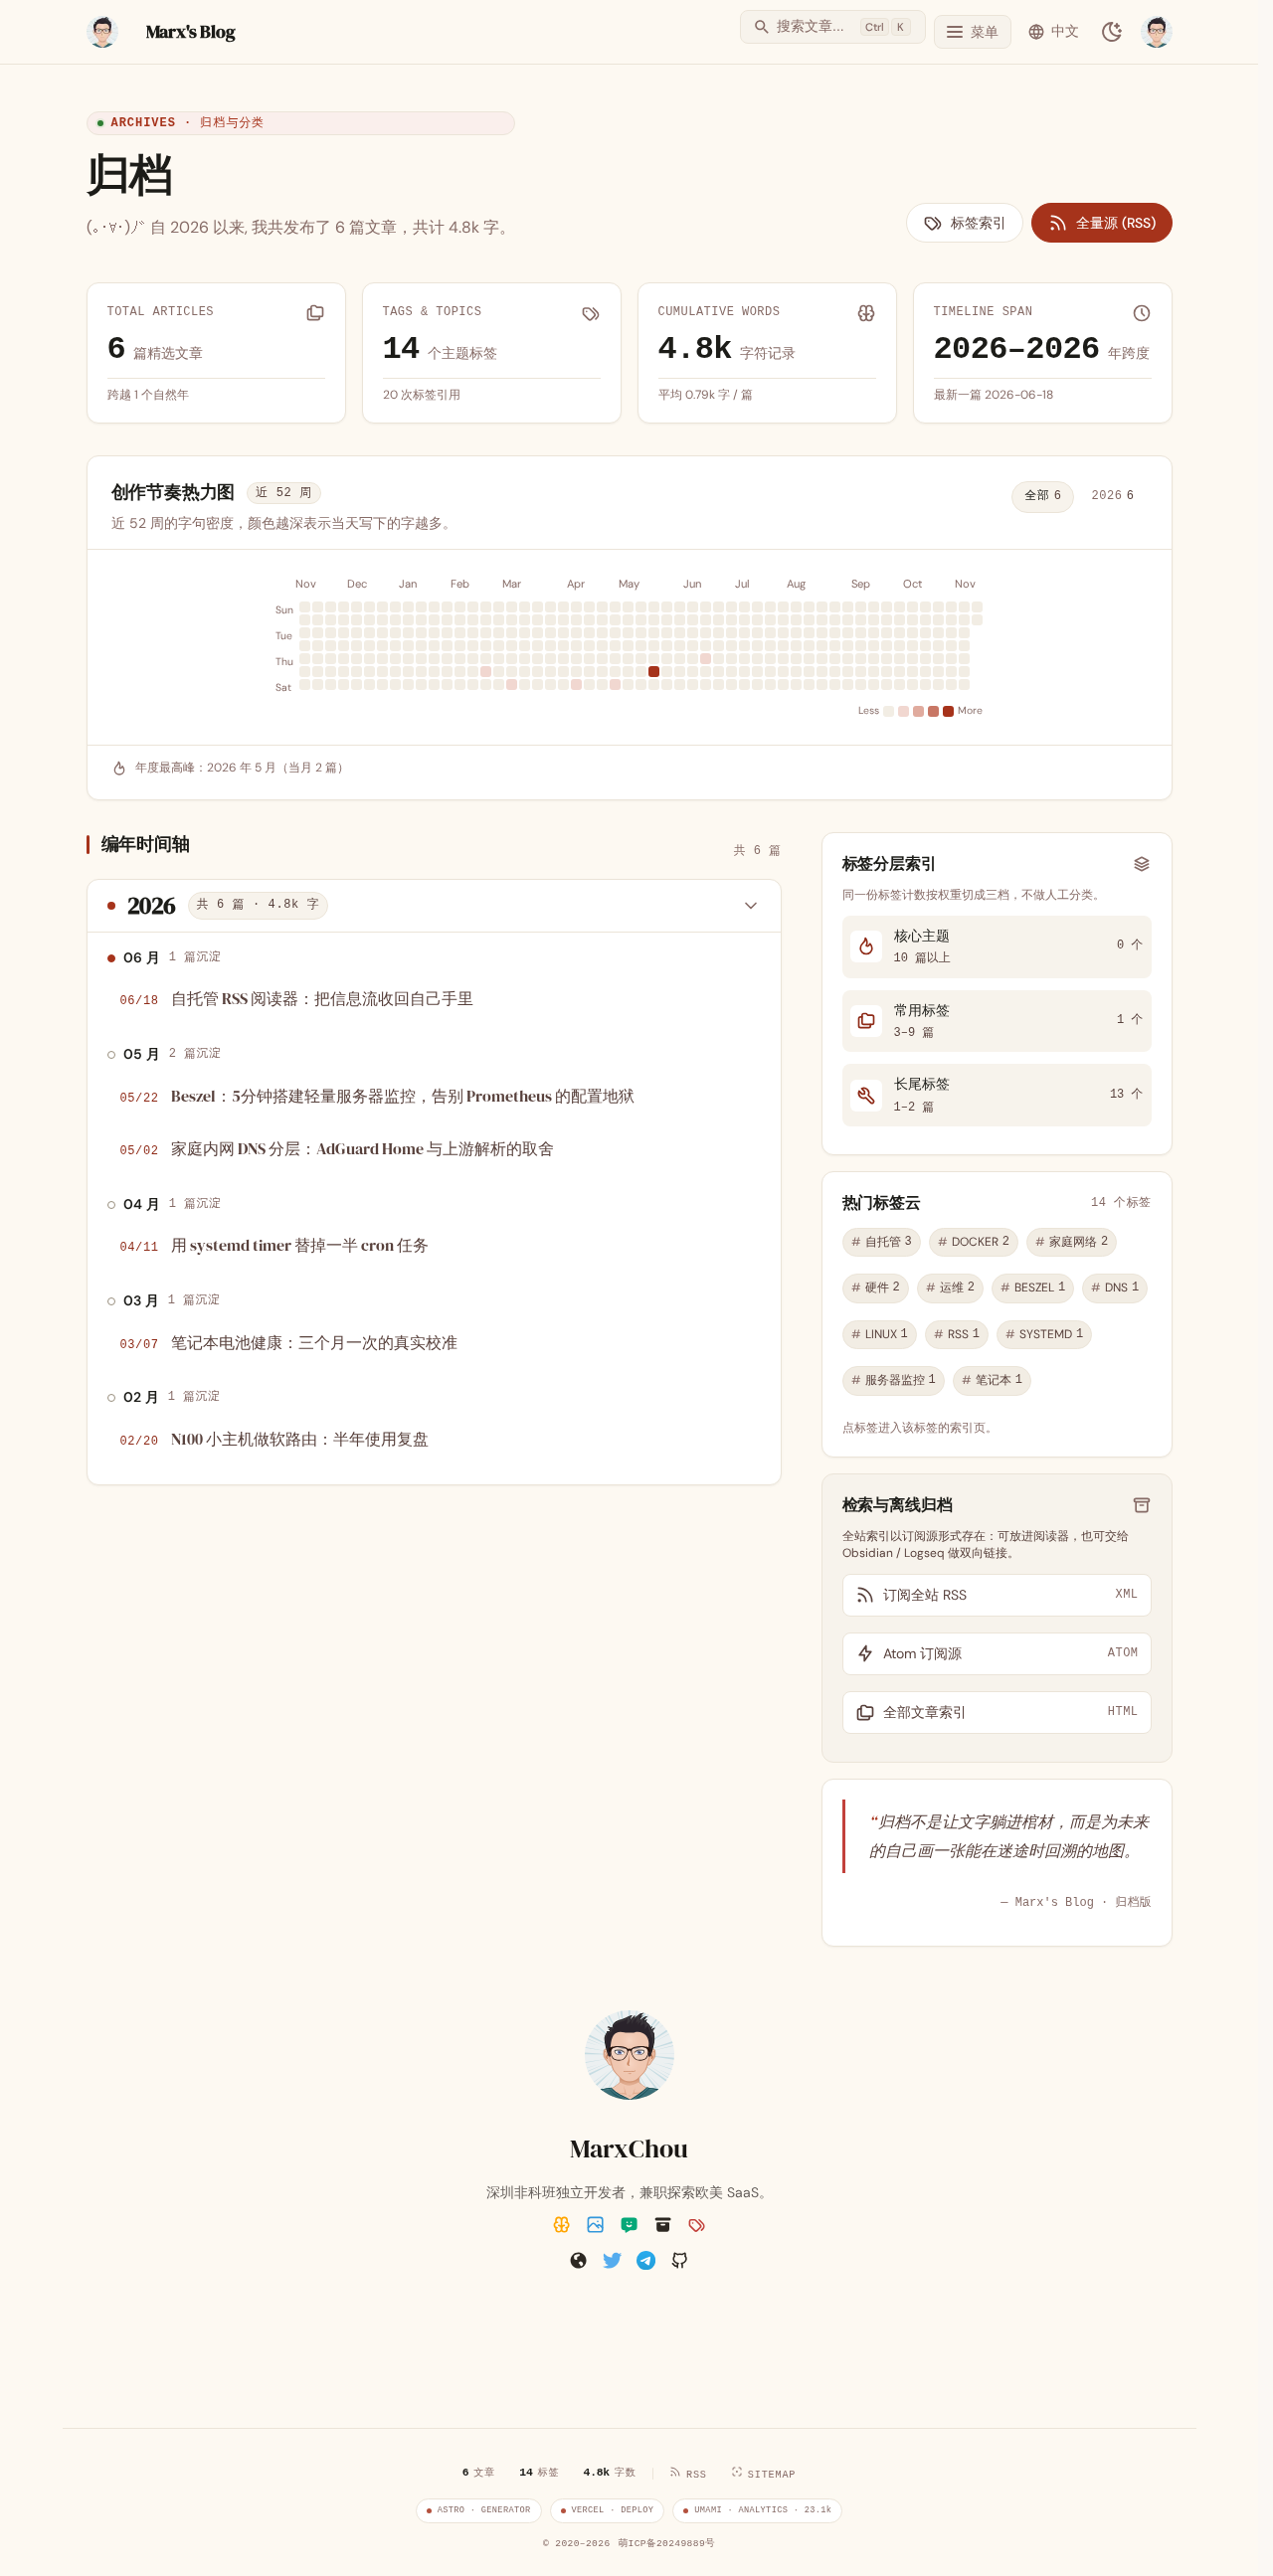 Marx's Blog
搜索文章... Ctrl K
菜单
中文
ARCHIVES · 归档与分类
归档
(｡･∀･)ﾉﾞ 自 2026 以来, 我共发布了 6 篇文章，共计 4.8k 字。
标签索引
全量源 (RSS)
TOTAL ARTICLES
6 篇精选文章
跨越 1 个自然年
TAGS & TOPICS
14 个主题标签
20 次标签引用
CUMULATIVE WORDS
4.8k 字符记录
平均 0.79k 字 / 篇
TIMELINE SPAN
2026–2026 年跨度
最新一篇 2026-06-18
创作节奏热力图 近 52 周
近 52 周的字句密度，颜色越深表示当天写下的字越多。
全部 6
2026 6
Nov Dec Jan Feb Mar Apr May Jun Jul Aug Sep Oct Nov
Sun
Tue
Thu
Sat
Less More
年度最高峰：2026 年 5 月（当月 2 篇）
编年时间轴
共 6 篇
2026 共 6 篇 · 4.8k 字
06 月 1 篇沉淀
06/18 自托管 RSS 阅读器：把信息流收回自己手里
05 月 2 篇沉淀
05/22 Beszel：5分钟搭建轻量服务器监控，告别 Prometheus 的配置地狱
05/02 家庭内网 DNS 分层：AdGuard Home 与上游解析的取舍
04 月 1 篇沉淀
04/11 用 systemd timer 替掉一半 cron 任务
03 月 1 篇沉淀
03/07 笔记本电池健康：三个月一次的真实校准
02 月 1 篇沉淀
02/20 N100 小主机做软路由：半年使用复盘
标签分层索引
同一份标签计数按权重切成三档，不做人工分类。
核心主题
10 篇以上
0 个
常用标签
3–9 篇
1 个
长尾标签
1–2 篇
13 个
热门标签云
14 个标签
# 自托管 3 # DOCKER 2 # 家庭网络 2
# 硬件 2 # 运维 2 # BESZEL 1 # DNS 1
# LINUX 1 # RSS 1 # SYSTEMD 1
# 服务器监控 1 # 笔记本 1
点标签进入该标签的索引页。
检索与离线归档
全站索引以订阅源形式存在：可放进阅读器，也可交给
Obsidian / Logseq 做双向链接。
订阅全站 RSS XML
Atom 订阅源 ATOM
全部文章索引 HTML
“归档不是让文字躺进棺材，而是为未来
的自己画一张能在迷途时回溯的地图。
— Marx's Blog · 归档版
MarxChou
深圳非科班独立开发者，兼职探索欧美 SaaS。
6 文章 14 标签 4.8k 字数 RSS SITEMAP
ASTRO · GENERATOR VERCEL · DEPLOY UMAMI · ANALYTICS · 23.1k
© 2020–2026 萌ICP备20249889号